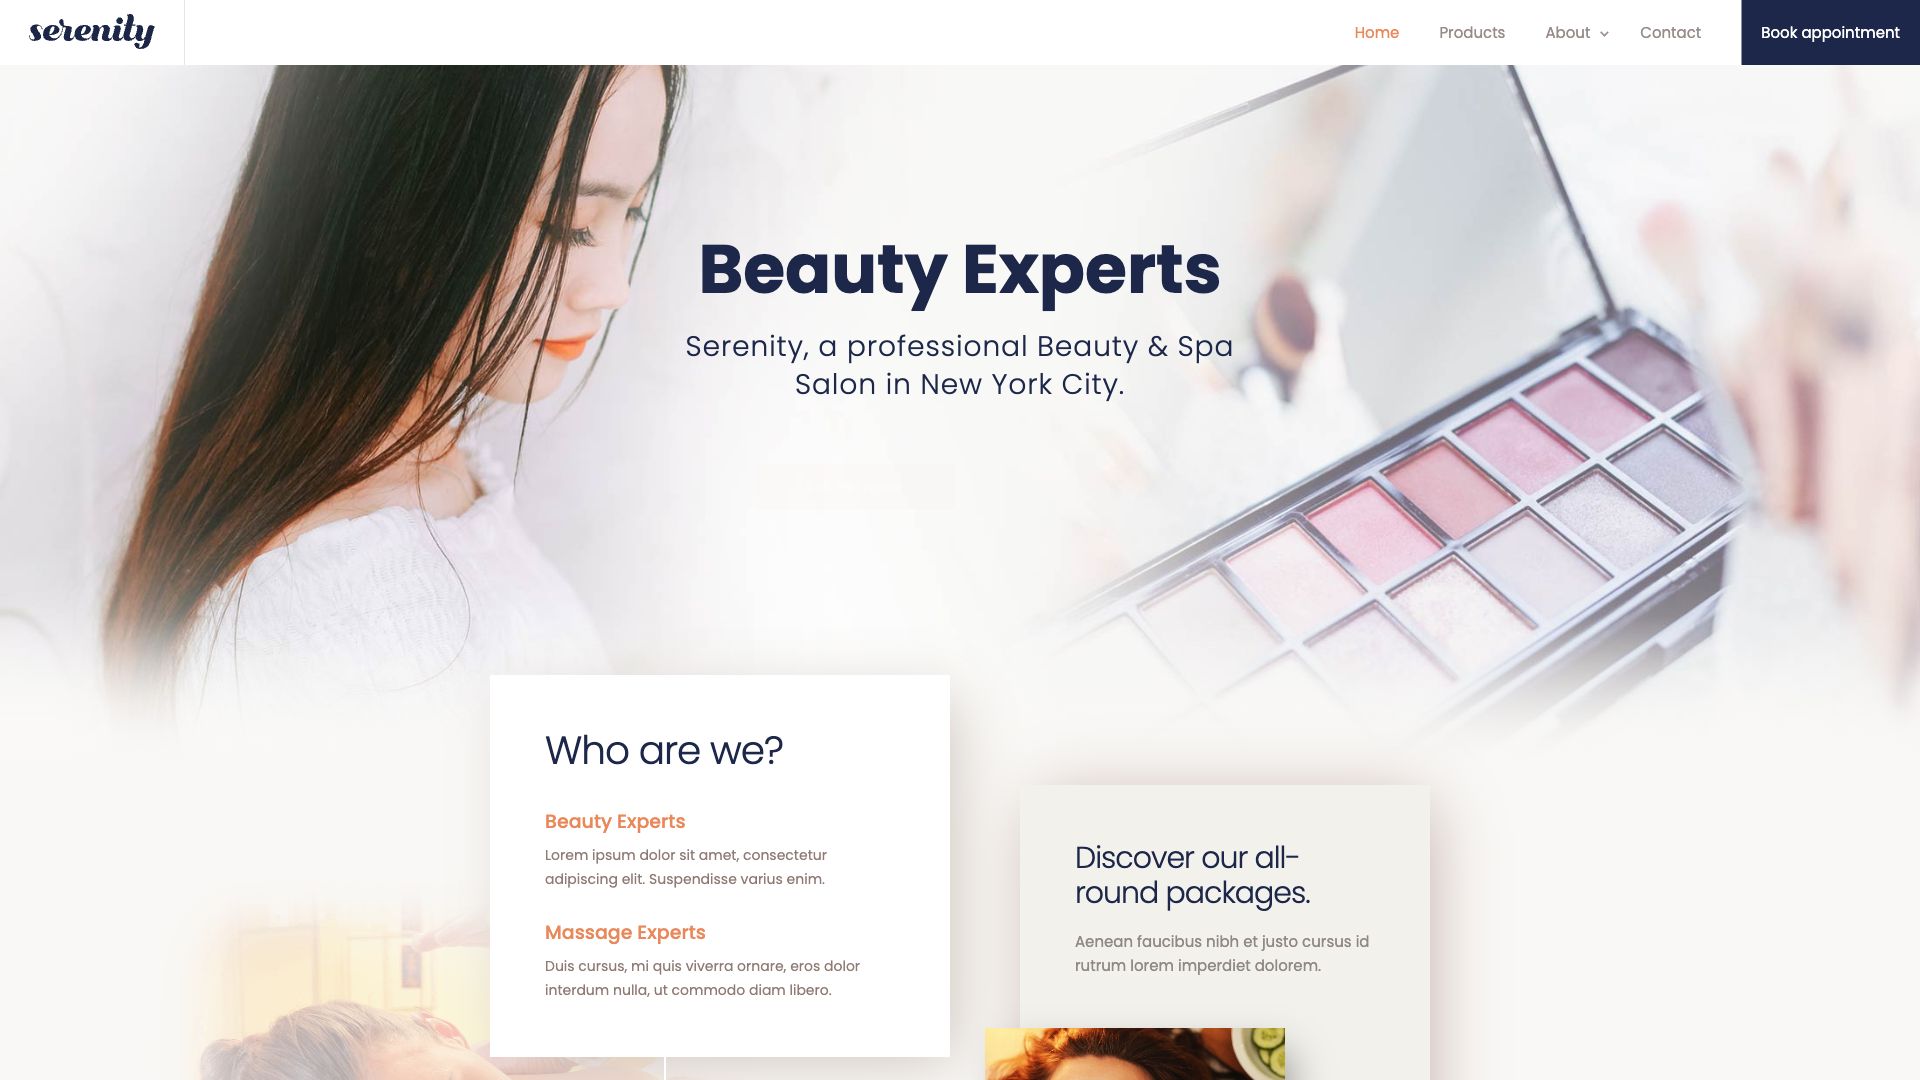 serenity
Home
Products
About
Contact
Book appointment
Beauty Experts
Serenity, a professional Beauty & Spa
Salon in New York City.
Who are we?
Beauty Experts
Lorem ipsum dolor sit amet, consectetur
adipiscing elit. Suspendisse varius enim.
Massage Experts
Duis cursus, mi quis viverra ornare, eros dolor
interdum nulla, ut commodo diam libero.
Discover our all-
round packages.
Aenean faucibus nibh et justo cursus id
rutrum lorem imperdiet dolorem.